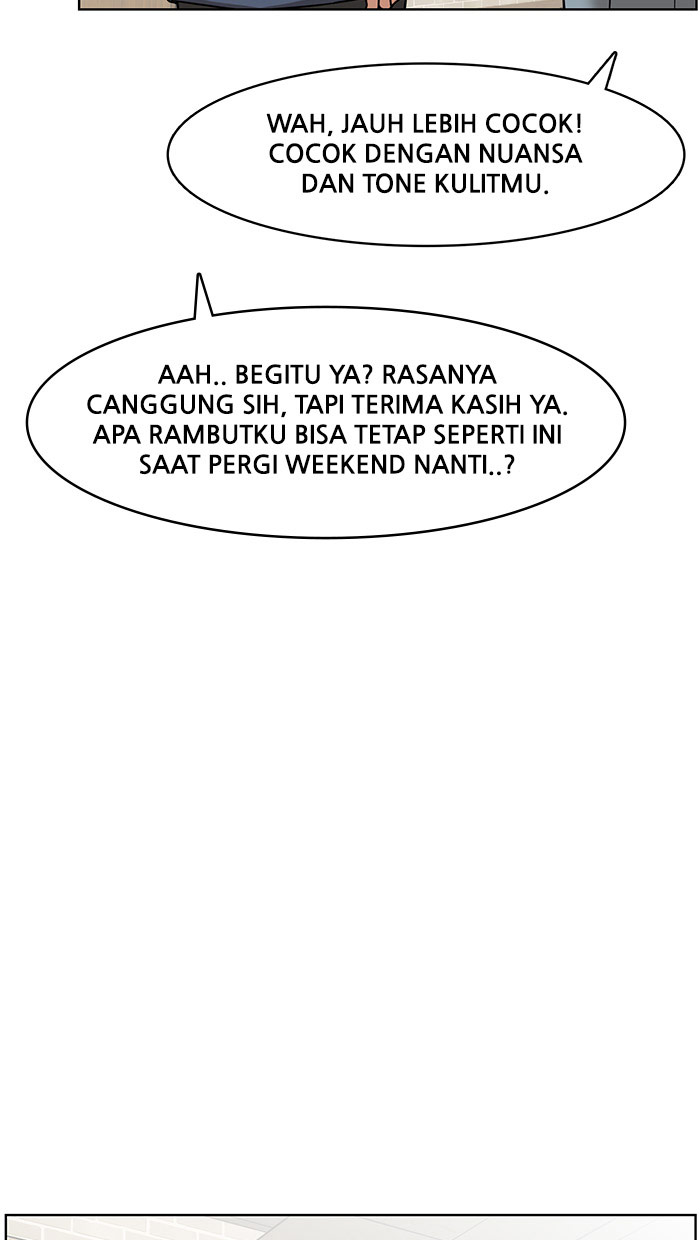 WAH, JAUH LEBIH COCOK!
COCOK DENGAN NUANSA
DAN TONE KULITMU.
AAH.. BEGITU YA? RASANYA
CANGGUNG SIH, TAPI TERIMA KASIH YA.
APA RAMBUTKU BISA TETAP SEPERTI INI
SAAT PERGI WEEKEND NANTI..?